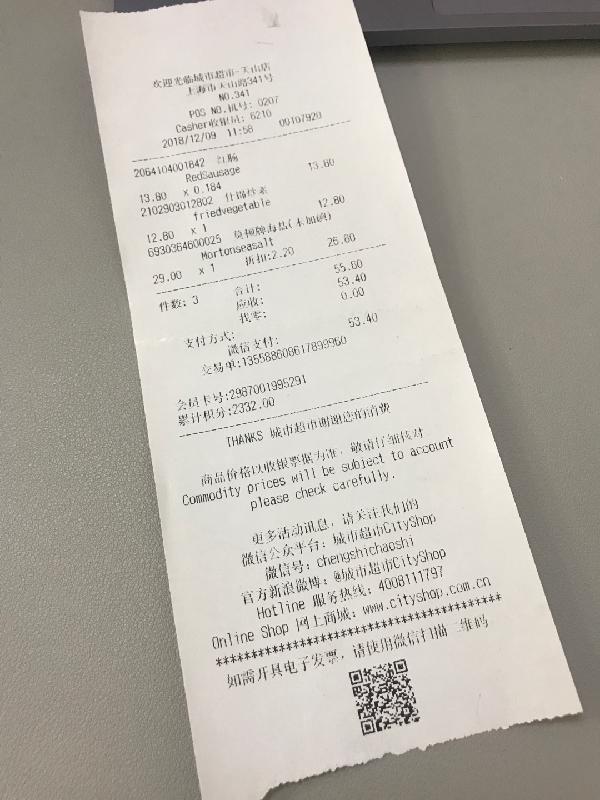 欢迎光临城市超市-天山店
上海市天山路341号
NO.341
POS NO.机号: 0207
Casher收银员: 6210
2018/12/09 11:58 00107920
2064104001842 红肠
RedSausage
13.80 x 0.184 13.80
2102903012802 什锦炒素
friedvegetable
12.80 x 1 12.80
6930364600025 莫顿牌海盐(未加碘)
Mortonseasalt
29.00 x 1 折扣:2.20 26.80
件数: 3 合计: 55.60
应收: 53.40
找零: 0.00
支付方式:
微信支付: 53.40
交易单:135588608617899960
会员卡号:2987001995291
累计积分:2332.00
THANKS 城市超市谢谢您的消费
商品价格以收银票据为准, 敬请仔细核对
Commodity prices will be subject to account
please check carefully.
更多活动讯息, 请关注我们的
微信公众平台: 城市超市CityShop
微信号: chengshichaoshi
官方新浪微博: @城市超市CityShop
Hotline 服务热线: 4008111797
Online Shop 网上商城: www.cityshop.com.cn
****************************************
如需开具电子发票, 请使用微信扫描二维码